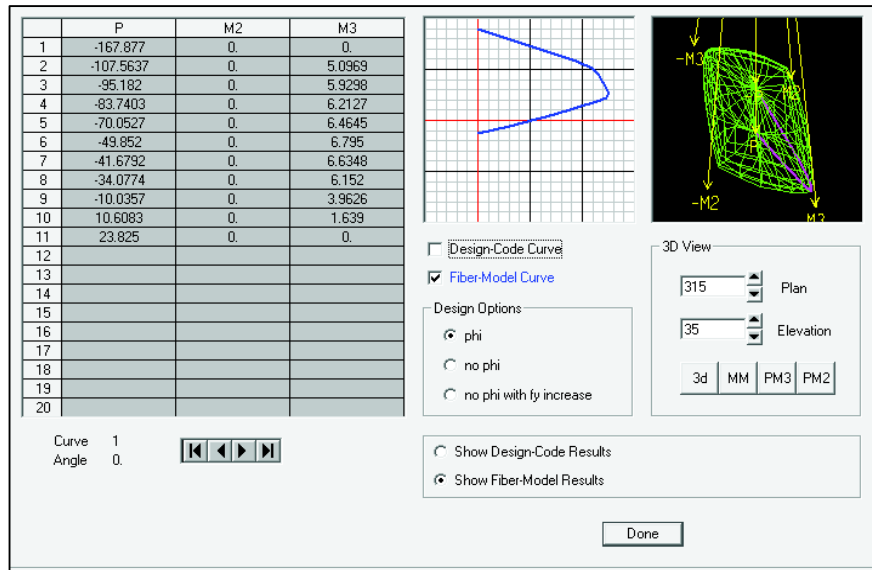 P M2 M3
1 -167.877 0. 0.
2 -107.5637 0. 5.0969
3 -95.182 0. 5.9298
4 -83.7403 0. 6.2127
5 -70.0527 0. 6.4645
6 -49.852 0. 6.795
7 -41.6792 0. 6.6348
8 -34.0774 0. 6.152
9 -10.0357 0. 3.9626
10 10.6083 0. 1.639
11 23.825 0. 0.
12
13
14
15
16
17
18
19
20
Curve 1
Angle 0.
Design-Code Curve
Fiber-Model Curve
Design Options
phi
no phi
no phi with fy increase
-M3
M2
P
-M2
M3
3D View
315 Plan
35 Elevation
3d MM PM3 PM2
Show Design-Code Results
Show Fiber-Model Results
Done